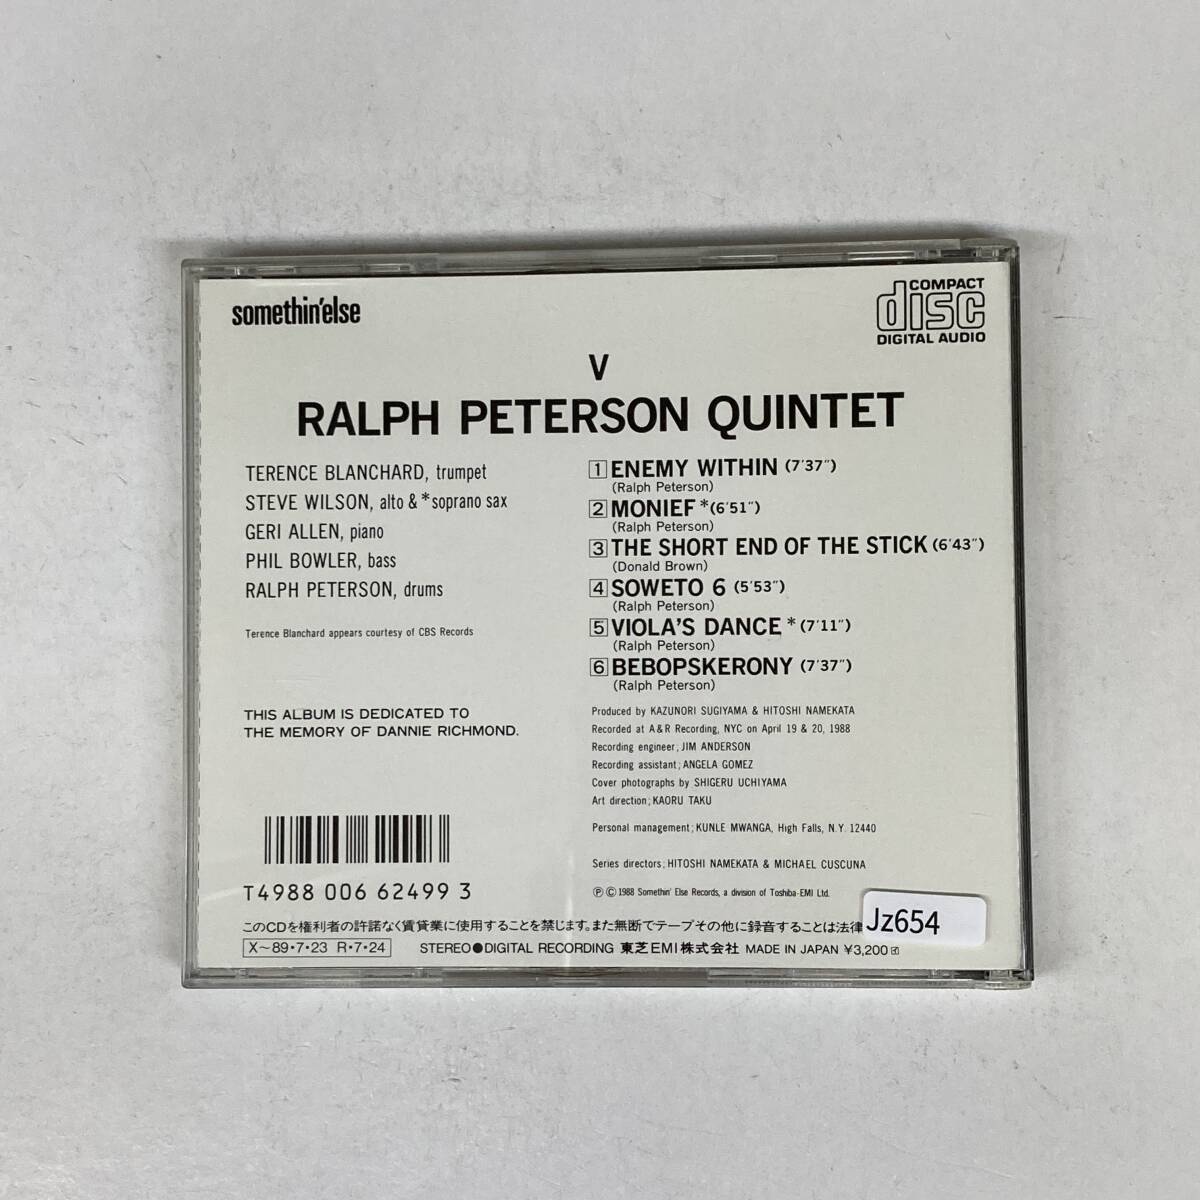 somethin'else
COMPACT
disc
DIGITAL AUDIO
V
RALPH PETERSON QUINTET
TERENCE BLANCHARD, trumpet
STEVE WILSON, alto & *soprano sax
GERI ALLEN, piano
PHIL BOWLER, bass
RALPH PETERSON, drums
Terence Blanchard appears courtesy of CBS Records
THIS ALBUM IS DEDICATED TO
THE MEMORY OF DANNIE RICHMOND.
1 ENEMY WITHIN (7'37")
(Ralph Peterson)
2 MONIEF *(6'51")
(Ralph Peterson)
3 THE SHORT END OF THE STICK (6'43")
(Donald Brown)
4 SOWETO 6 (5'53")
(Ralph Peterson)
5 VIOLA'S DANCE * (7'11")
(Ralph Peterson)
6 BEBOPSKERONY (7'37")
(Ralph Peterson)
Produced by KAZUNORI SUGIYAMA & HITOSHI NAMEKATA
Recorded at A&R Recording, NYC on April 19 & 20, 1988
Recording engineer; JIM ANDERSON
Recording assistant; ANGELA GOMEZ
Cover photographs by SHIGERU UCHIYAMA
Art direction; KAORU TAKU
Personal management; KUNLE MWANGA, High Falls, N.Y. 12440
Series directors; HITOSHI NAMEKATA & MICHAEL CUSCUNA
Ⓟ Ⓒ 1988 Somethin' Else Records, a division of Toshiba-EMI Ltd.
T4988 006 62499 3
このCDを権利者の許諾なく賃貸業に使用することを禁じます。また無断でテープその他に録音することは法律
Jz654
X〜89・7・23 R・7・24
STEREO●DIGITAL RECORDING 東芝EMI株式会社 MADE IN JAPAN ¥3,200